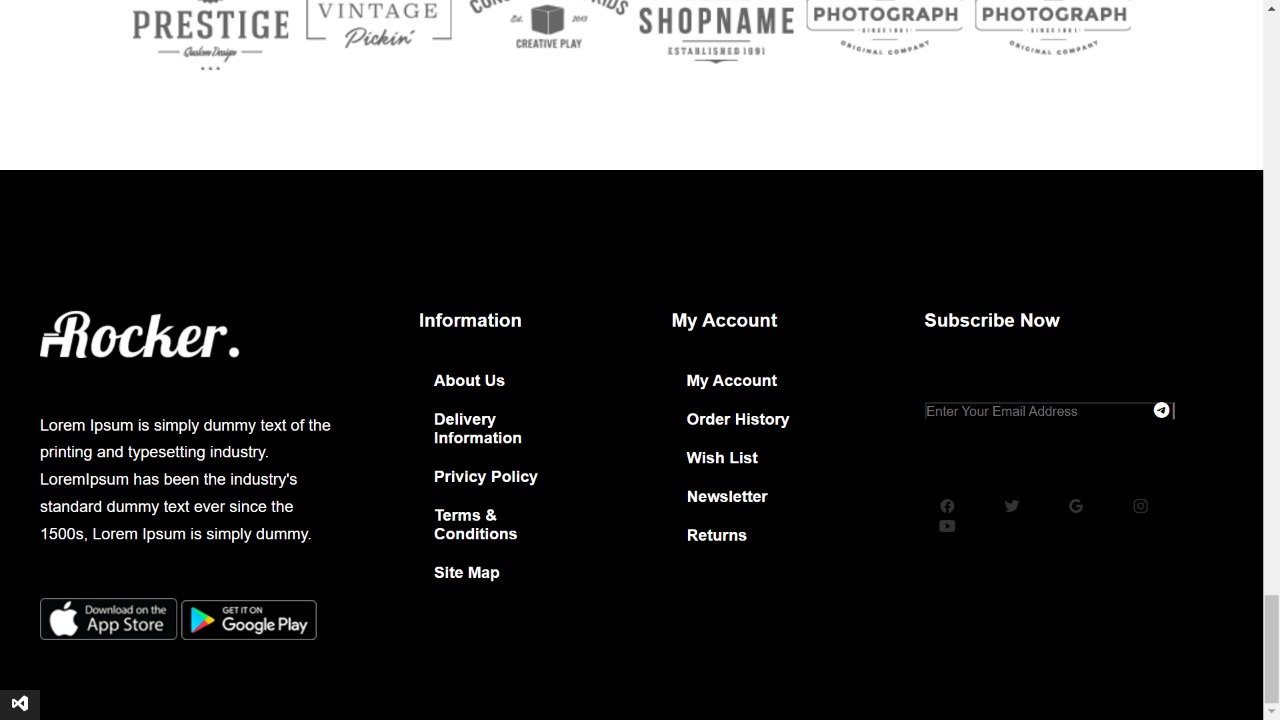 PRESTIGE
Custom Design
VINTAGE
Pickin'
KIDS
Est. 2013
CREATIVE PLAY
SHOPNAME
ESTABLISHED 1991
PHOTOGRAPH
SINCE 1981
ORIGINAL COMPANY
PHOTOGRAPH
SINCE 1981
ORIGINAL COMPANY
Rocker.
Lorem Ipsum is simply dummy text of the
printing and typesetting industry.
LoremIpsum has been the industry's
standard dummy text ever since the
1500s, Lorem Ipsum is simply dummy.
Download on the
App Store
GET IT ON
Google Play
Information
About Us
Delivery
Information
Privicy Policy
Terms &
Conditions
Site Map
My Account
My Account
Order History
Wish List
Newsletter
Returns
Subscribe Now
Enter Your Email Address